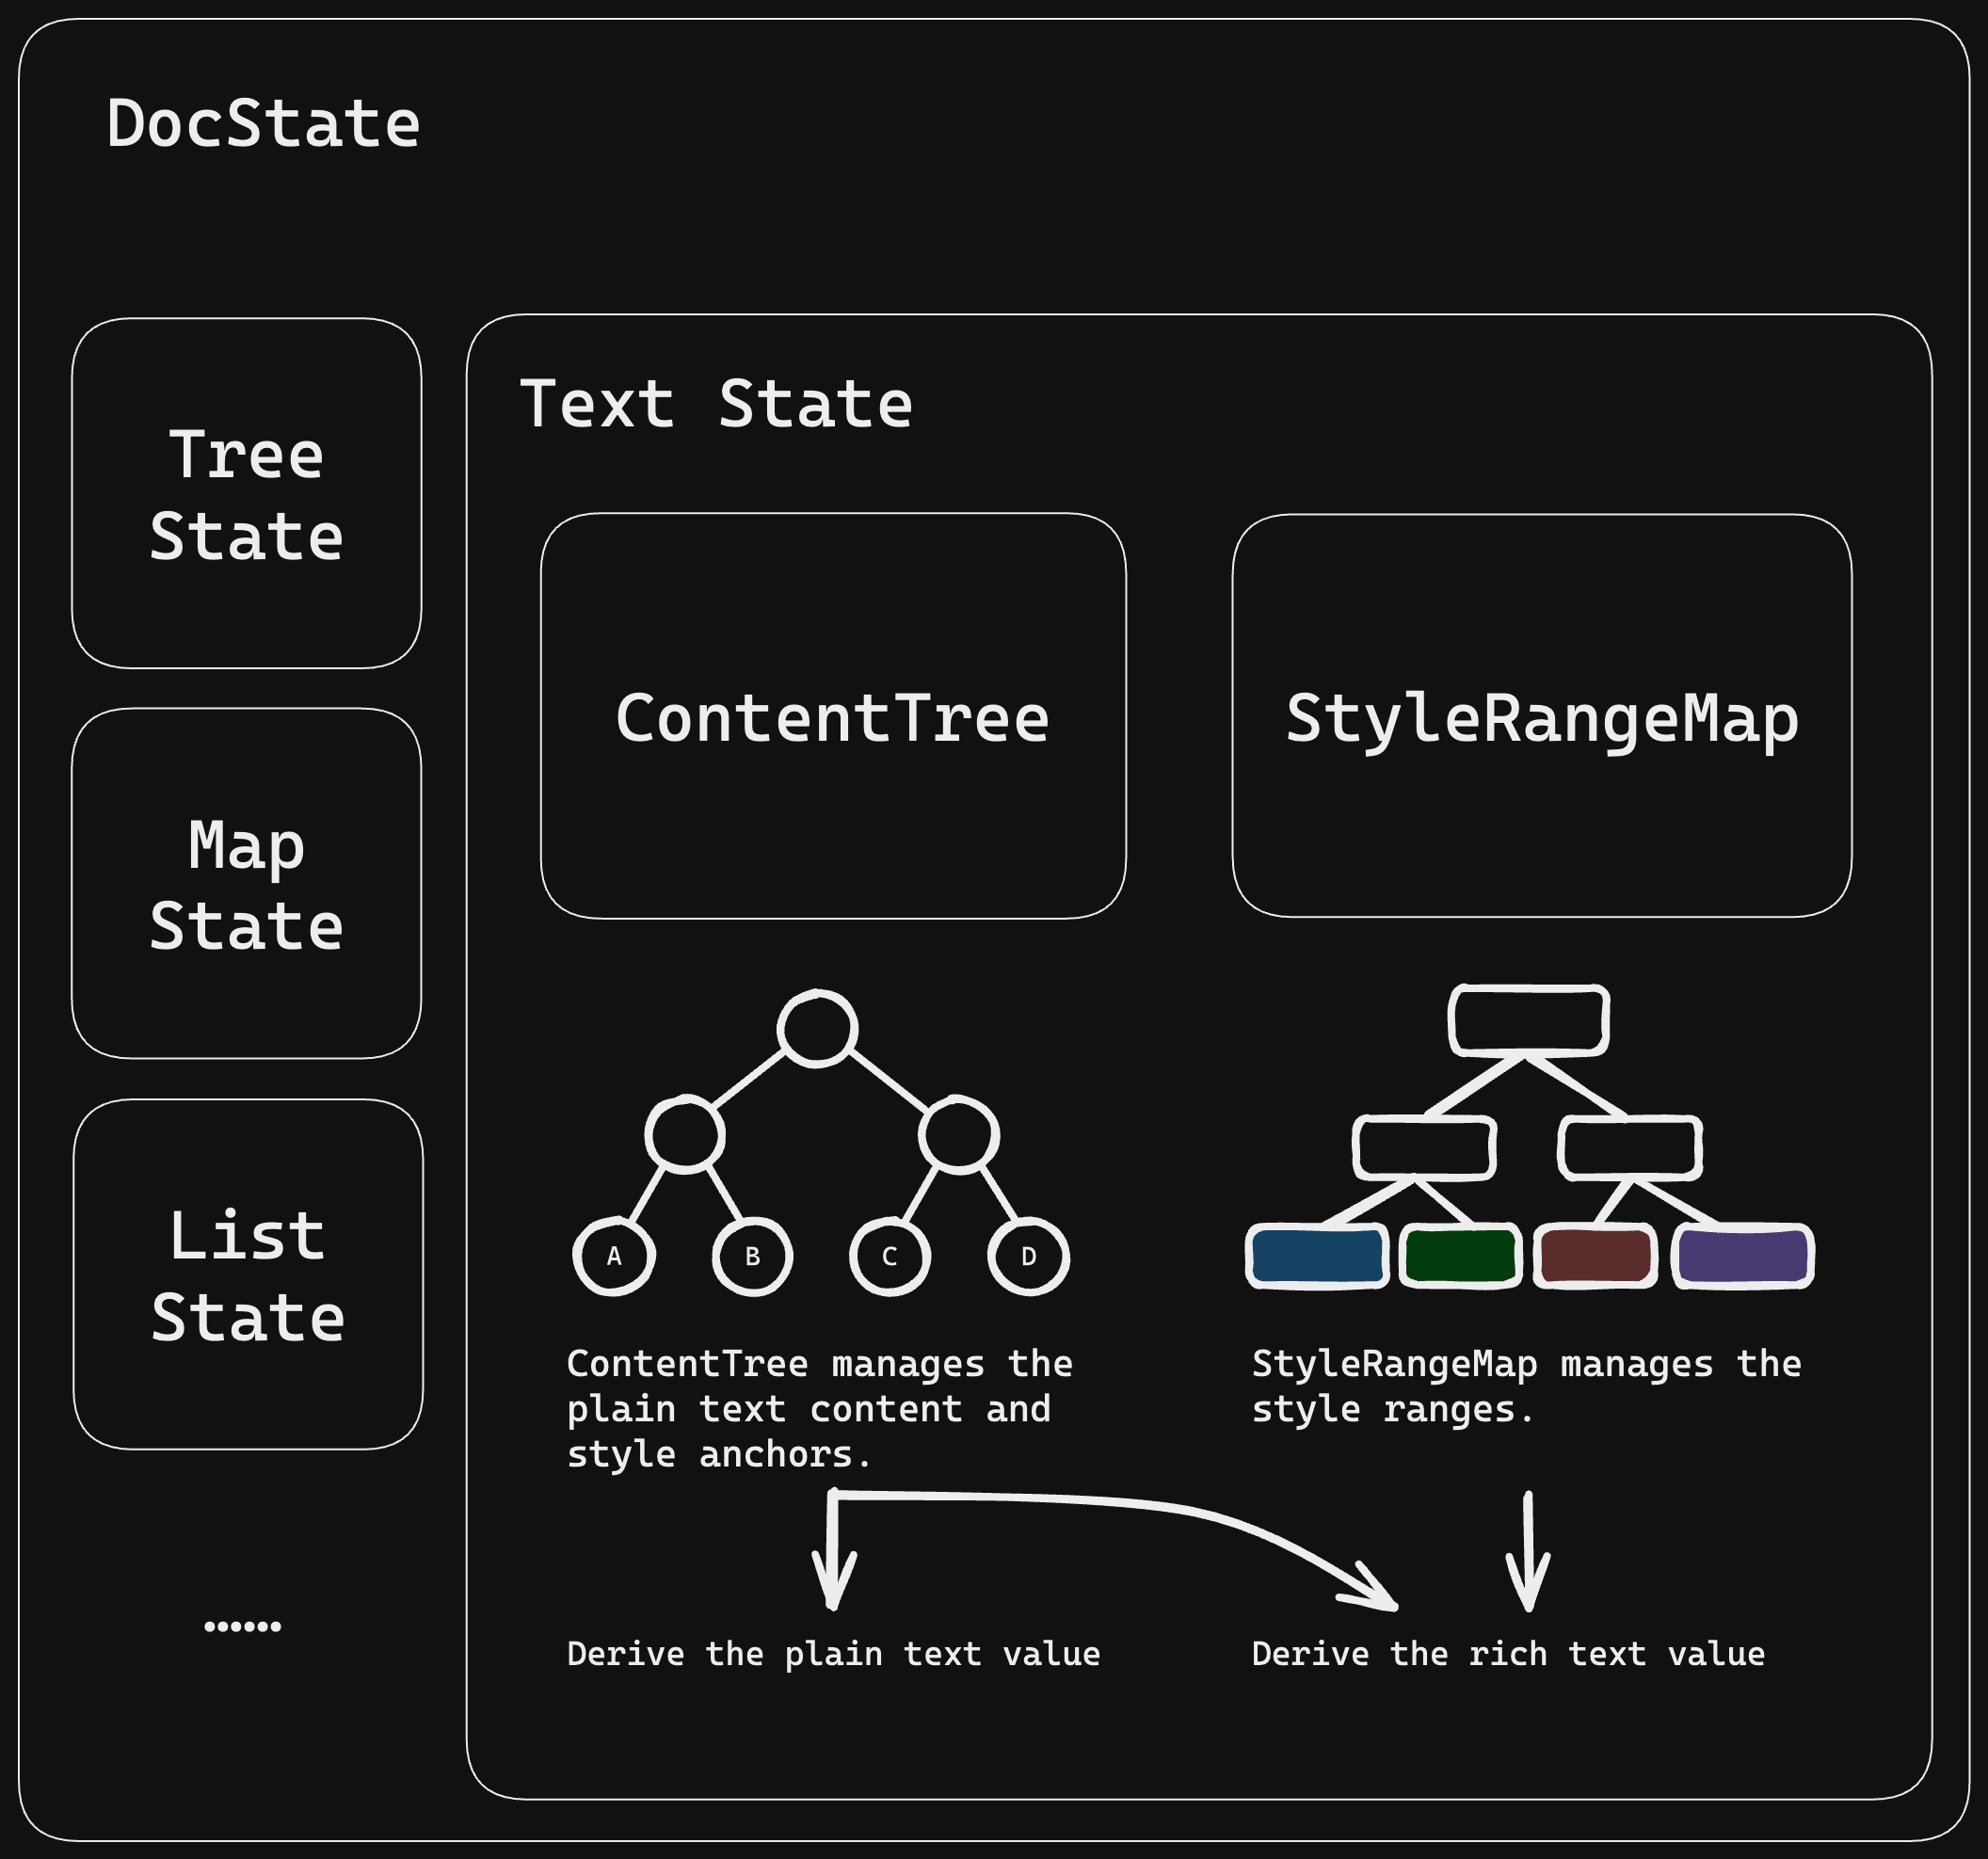 DocState
Tree
State
Map
State
List
State
......
Text State
ContentTree
StyleRangeMap
A
B
C
D
ContentTree manages the
plain text content and
style anchors.
StyleRangeMap manages the
style ranges.
Derive the plain text value
Derive the rich text value